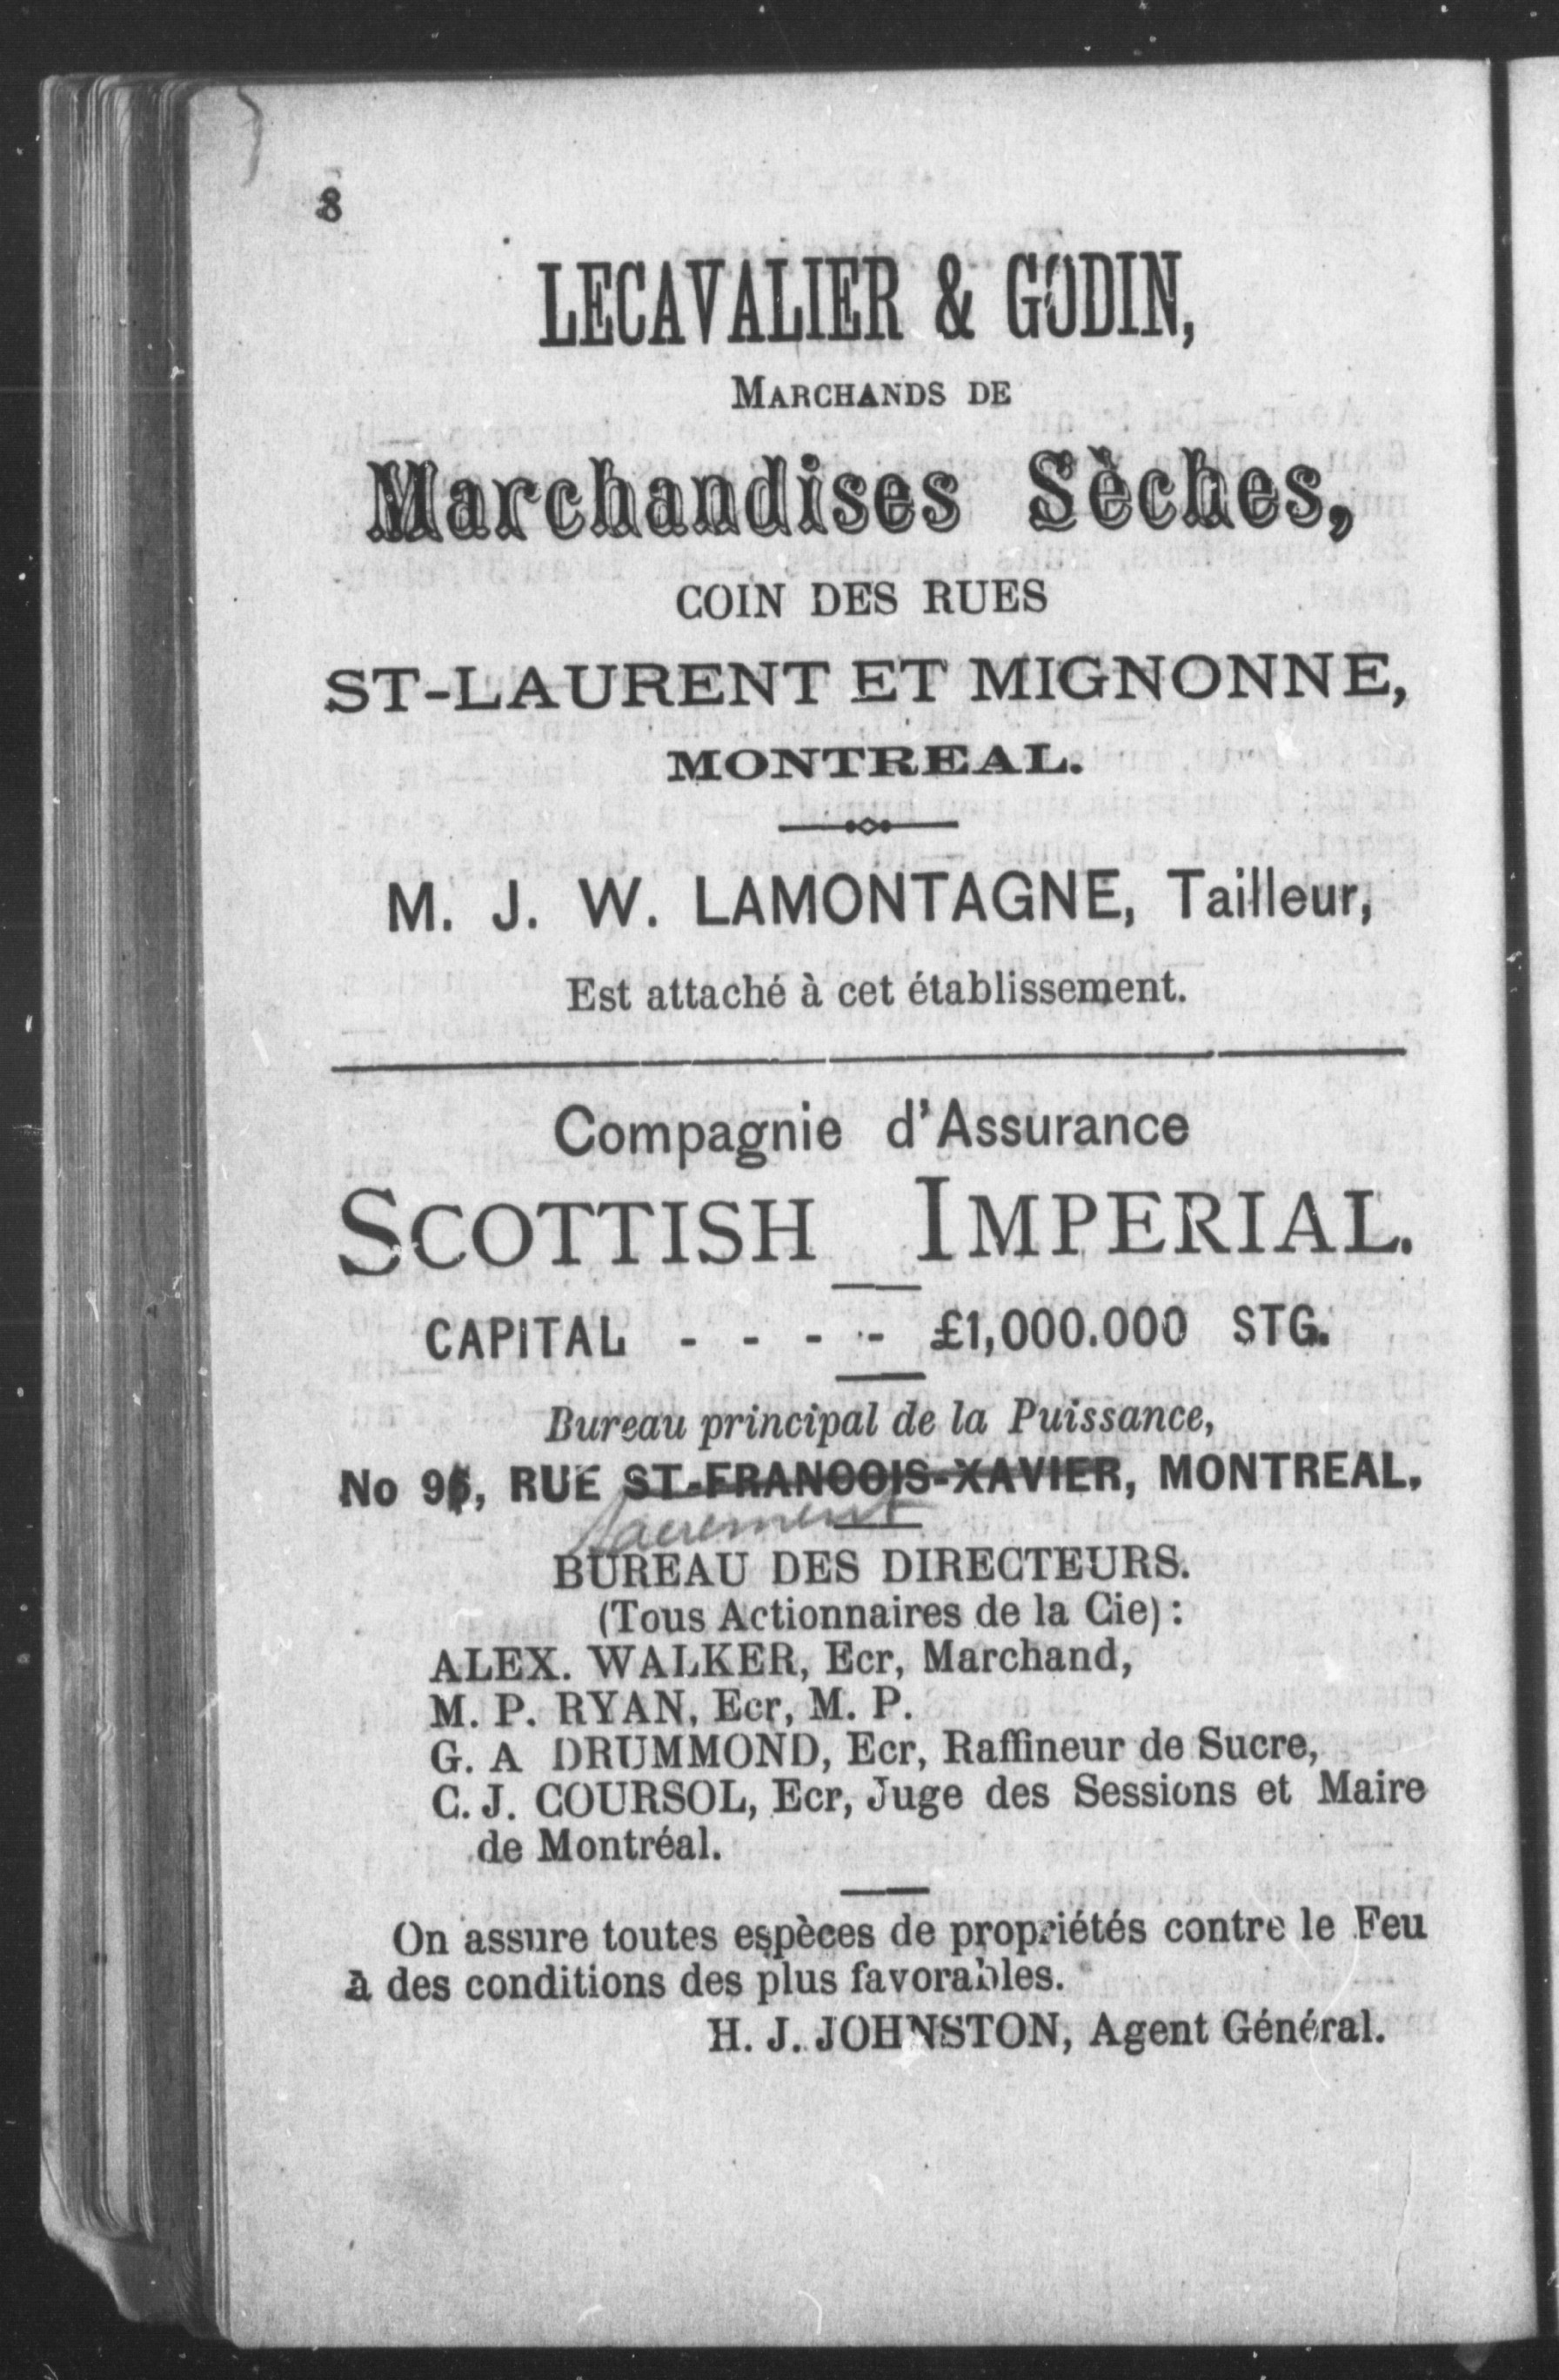 8
LECAVALIER & GODIN,
MARCHANDS DE
Marchandises Sèches,
COIN DES RUES
ST-LAURENT ET MIGNONNE,
MONTREAL.
M. J. W. LAMONTAGNE, Tailleur,
Est attaché à cet établissement.
Compagnie d'Assurance
SCOTTISH IMPERIAL.
CAPITAL - - - - £1,000.000 STG.
Bureau principal de la Puissance,
No 96, RUE ST-FRANCOIS-XAVIER, MONTREAL,
Sacrement
BUREAU DES DIRECTEURS.
(Tous Actionnaires de la Cie) :
ALEX. WALKER, Ecr, Marchand,
M. P. RYAN, Ecr, M. P.
G. A DRUMMOND, Ecr, Raffineur de Sucre,
C. J. COURSOL, Ecr, Juge des Sessions et Maire
de Montréal.
On assure toutes espèces de propriétés contre le Feu
à des conditions des plus favorables.
H. J. JOHNSTON, Agent Général.